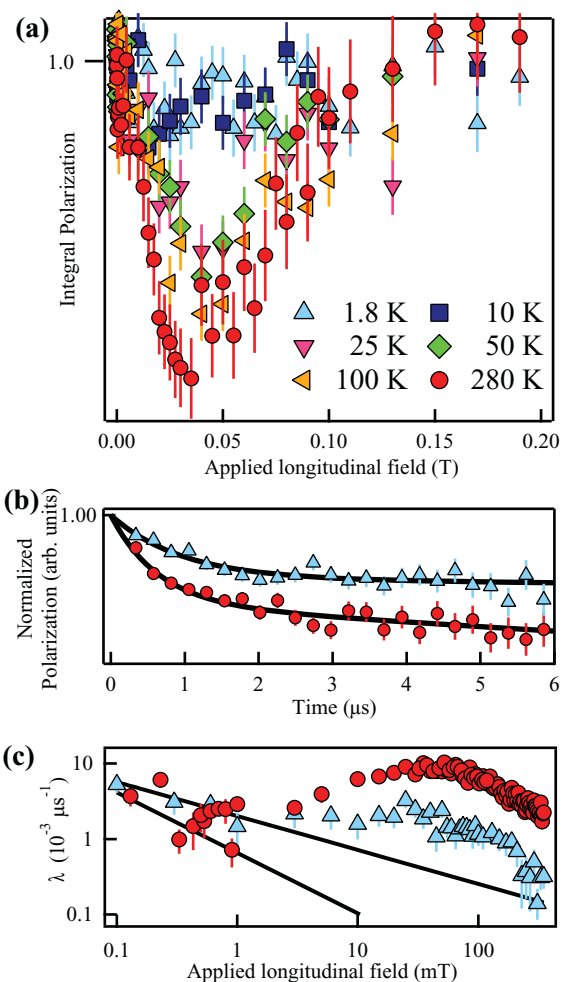 (a)
1.0
Integral Polarization
1.8 K
10 K
25 K
50 K
100 K
280 K
0.00
0.05
0.10
0.15
0.20
Applied longitudinal field (T)
(b)
1.00
Normalized
Polarization (arb. units)
0
1
2
3
4
5
6
Time (µs)
(c)
10
1
0.1
λ (10⁻³ µs⁻¹)
0.1
1
10
100
Applied longitudinal field (mT)